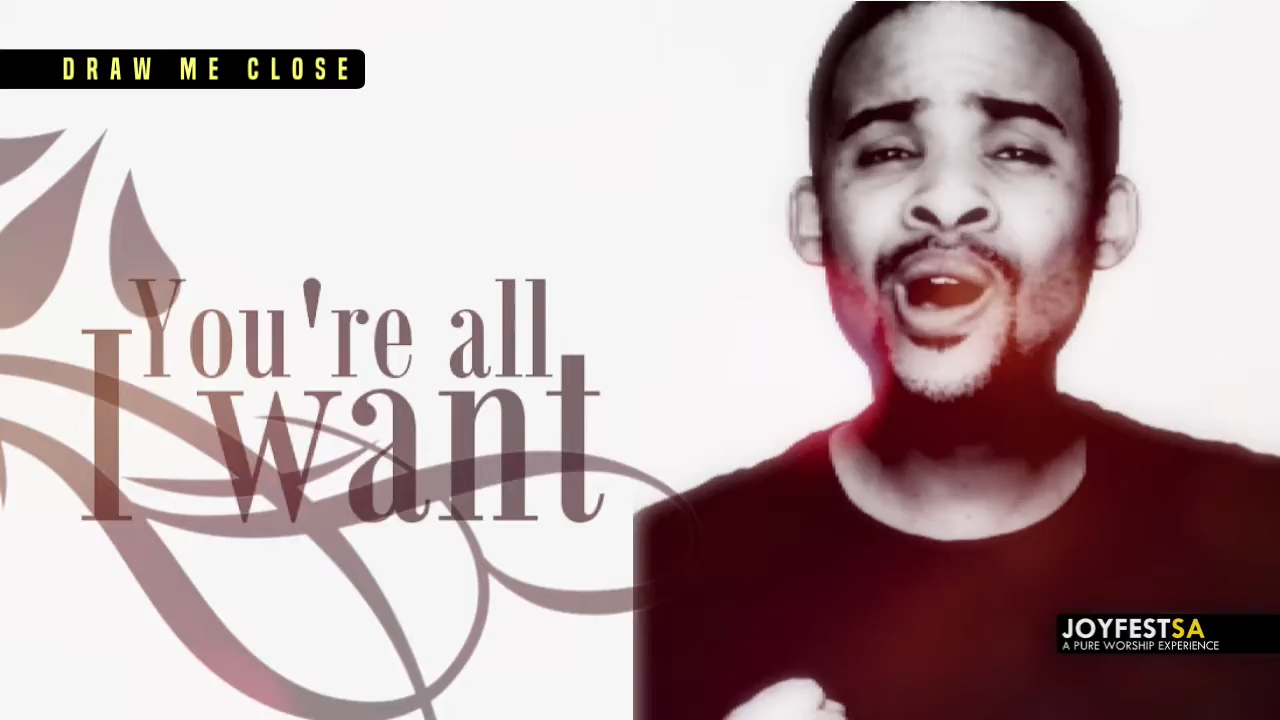 DRAW ME CLOSE
You're all
I want
JOYFESTSA
A PURE WORSHIP EXPERIENCE